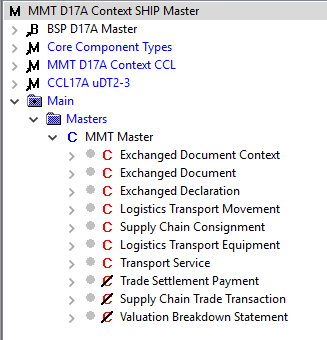 MMT D17A Context SHIP Master
BSP D17A Master
Core Component Types
MMT D17A Context CCL
CCL17A uDT2-3
Main
Masters
MMT Master
Exchanged Document Context
Exchanged Document
Exchanged Declaration
Logistics Transport Movement
Supply Chain Consignment
Logistics Transport Equipment
Transport Service
Trade Settlement Payment
Supply Chain Trade Transaction
Valuation Breakdown Statement